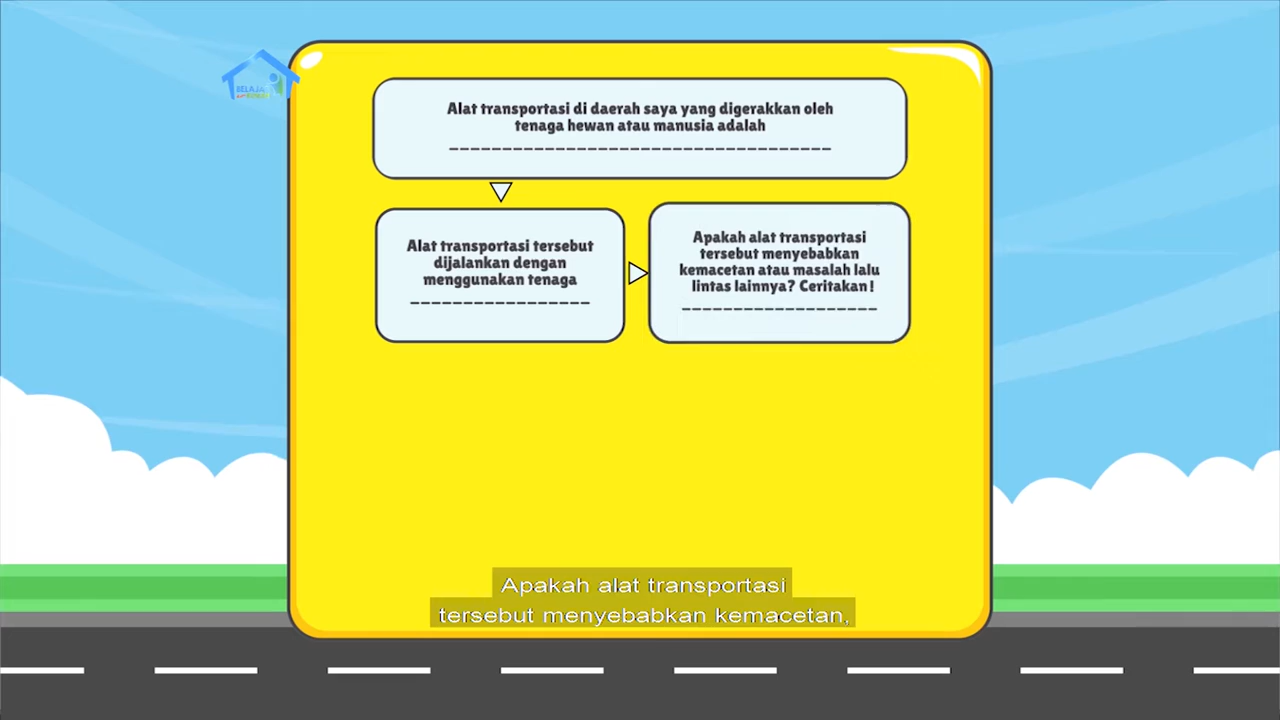 BELAJAR
Alat transportasi di daerah saya yang digerakkan oleh
tenaga hewan atau manusia adalah
Alat transportasi tersebut
dijalankan dengan
menggunakan tenaga
Apakah alat transportasi
tersebut menyebabkan
kemacetan atau masalah lalu
lintas lainnya? Ceritakan!
Apakah alat transportasi
tersebut menyebabkan kemacetan,